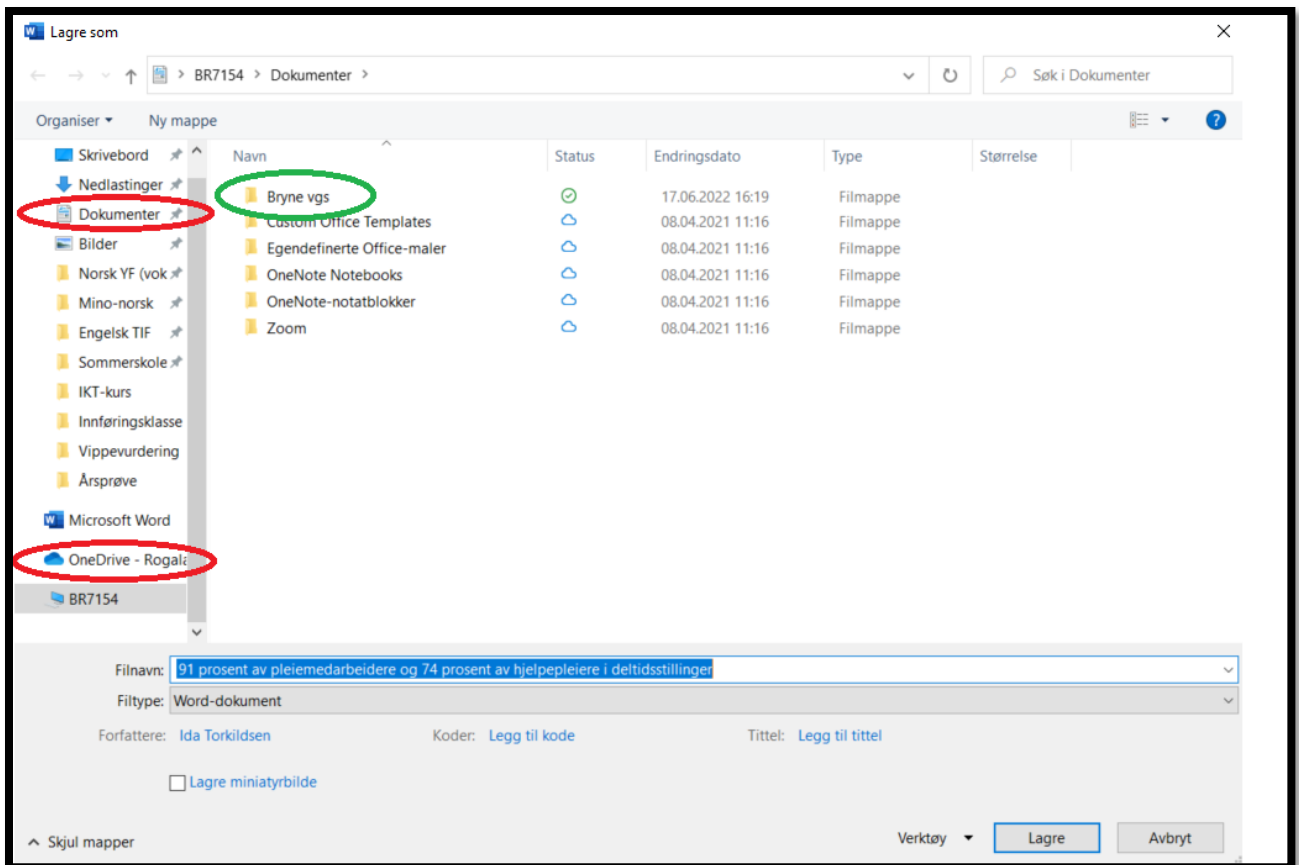 Lagre som
BR7154 > Dokumenter >
Søk i Dokumenter
Organiser
Ny mappe
Skrivebord
Nedlastinger
Dokumenter
Bilder
Norsk YF (vok
Mino-norsk
Engelsk TIF
Sommerskole
IKT-kurs
Innføringsklasse
Vippevurdering
Årsprøve
Microsoft Word
OneDrive - Rogala
BR7154
Navn Status Endringsdato Type Størrelse
Bryne vgs 17.06.2022 16:19 Filmappe
Custom Office Templates 08.04.2021 11:16 Filmappe
Egendefinerte Office-maler 08.04.2021 11:16 Filmappe
OneNote Notebooks 08.04.2021 11:16 Filmappe
OneNote-notatblokker 08.04.2021 11:16 Filmappe
Zoom 08.04.2021 11:16 Filmappe
Filnavn: 91 prosent av pleiemedarbeidere og 74 prosent av hjelpepleiere i deltidsstillinger
Filtype: Word-dokument
Forfattere: Ida Torkildsen Koder: Legg til kode Tittel: Legg til tittel
Lagre miniatyrbilde
Skjul mapper
Verktøy
Lagre
Avbryt